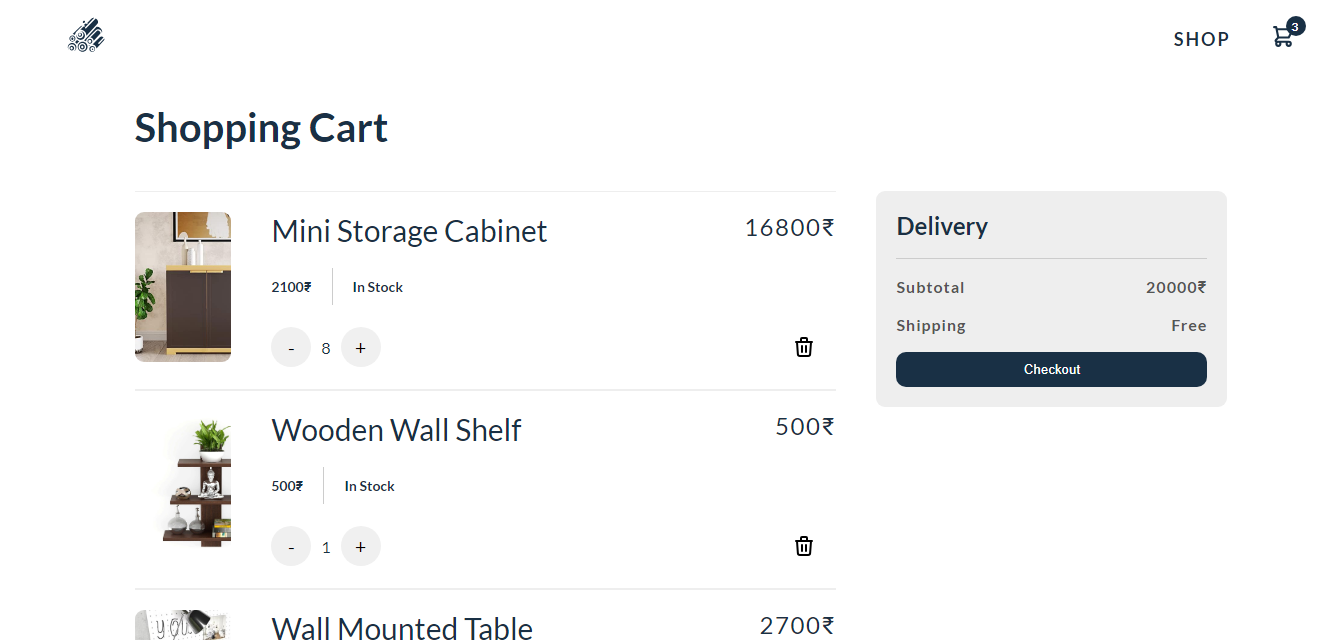 SHOP
3
Shopping Cart
Mini Storage Cabinet
16800₹
2100₹
In Stock
- 8 +
Wooden Wall Shelf
500₹
500₹
In Stock
- 1 +
Wall Mounted Table
2700₹
YOU
Delivery
Subtotal 20000₹
Shipping Free
Checkout